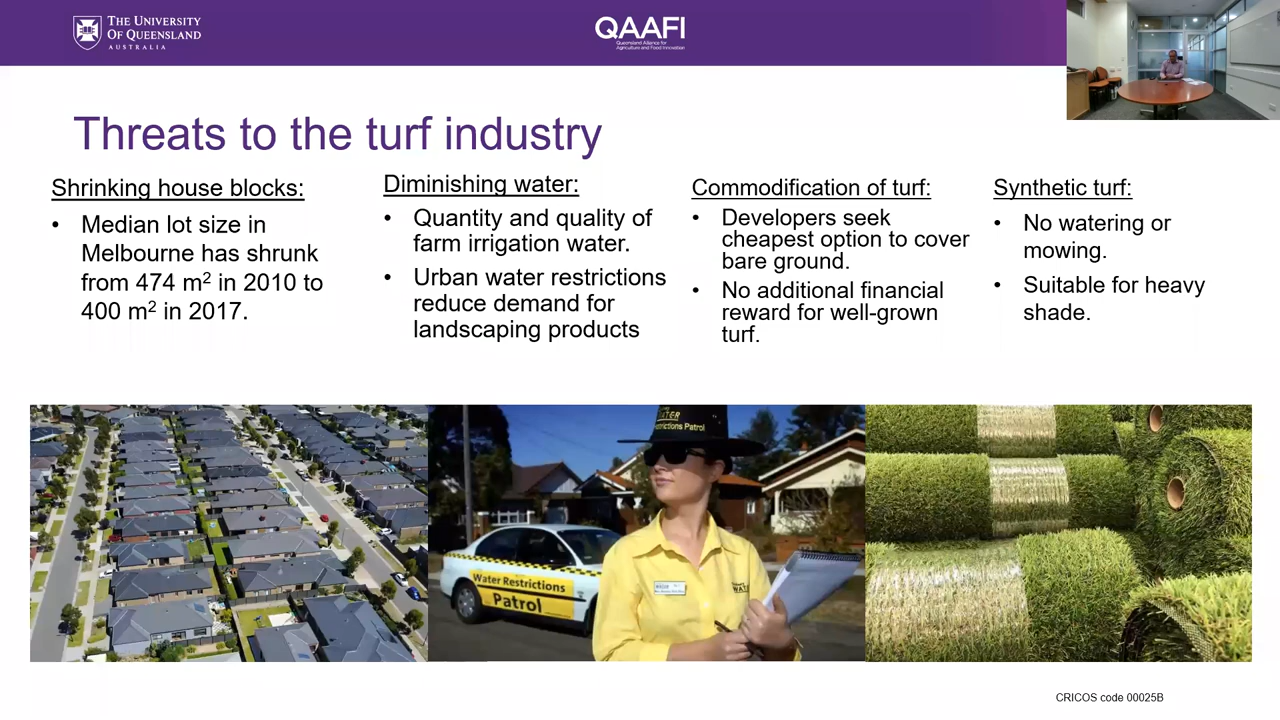 THE UNIVERSITY
OF QUEENSLAND
AUSTRALIA
QAAFI
Queensland Alliance for
Agriculture and Food Innovation
Threats to the turf industry
Shrinking house blocks:
• Median lot size in
Melbourne has shrunk
from 474 m² in 2010 to
400 m² in 2017.
Diminishing water:
• Quantity and quality of
farm irrigation water.
• Urban water restrictions
reduce demand for
landscaping products
Commodification of turf:
• Developers seek
cheapest option to cover
bare ground.
• No additional financial
reward for well-grown
turf.
Synthetic turf:
• No watering or
mowing.
• Suitable for heavy
shade.
WATER
Restrictions Patrol
Water Restrictions
Patrol
WATER
CRICOS code 00025B